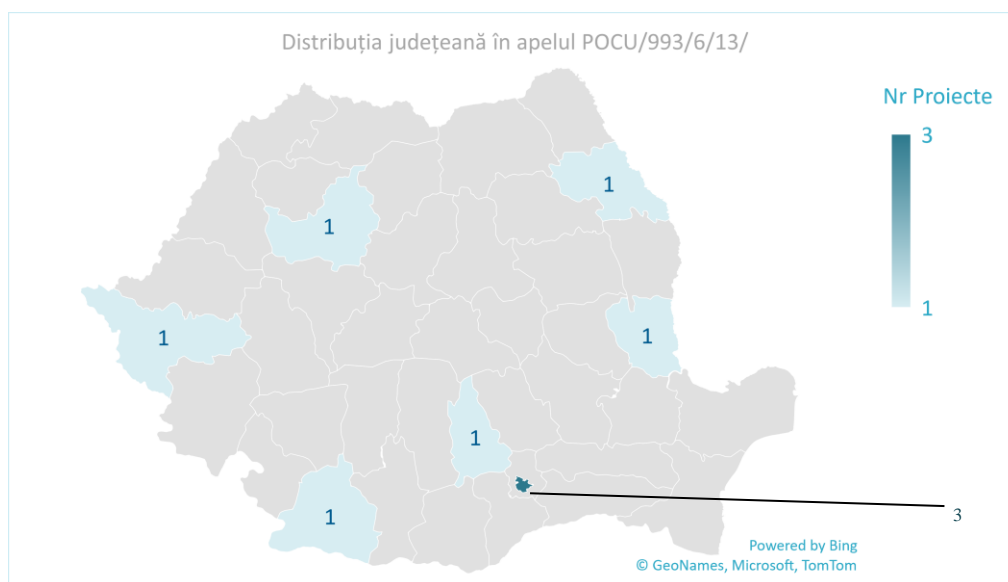 Distribuția județeană în apelul POCU/993/6/13/
Nr Proiecte
3
1
1
1
1
1
1
1
3
Powered by Bing
© GeoNames, Microsoft, TomTom